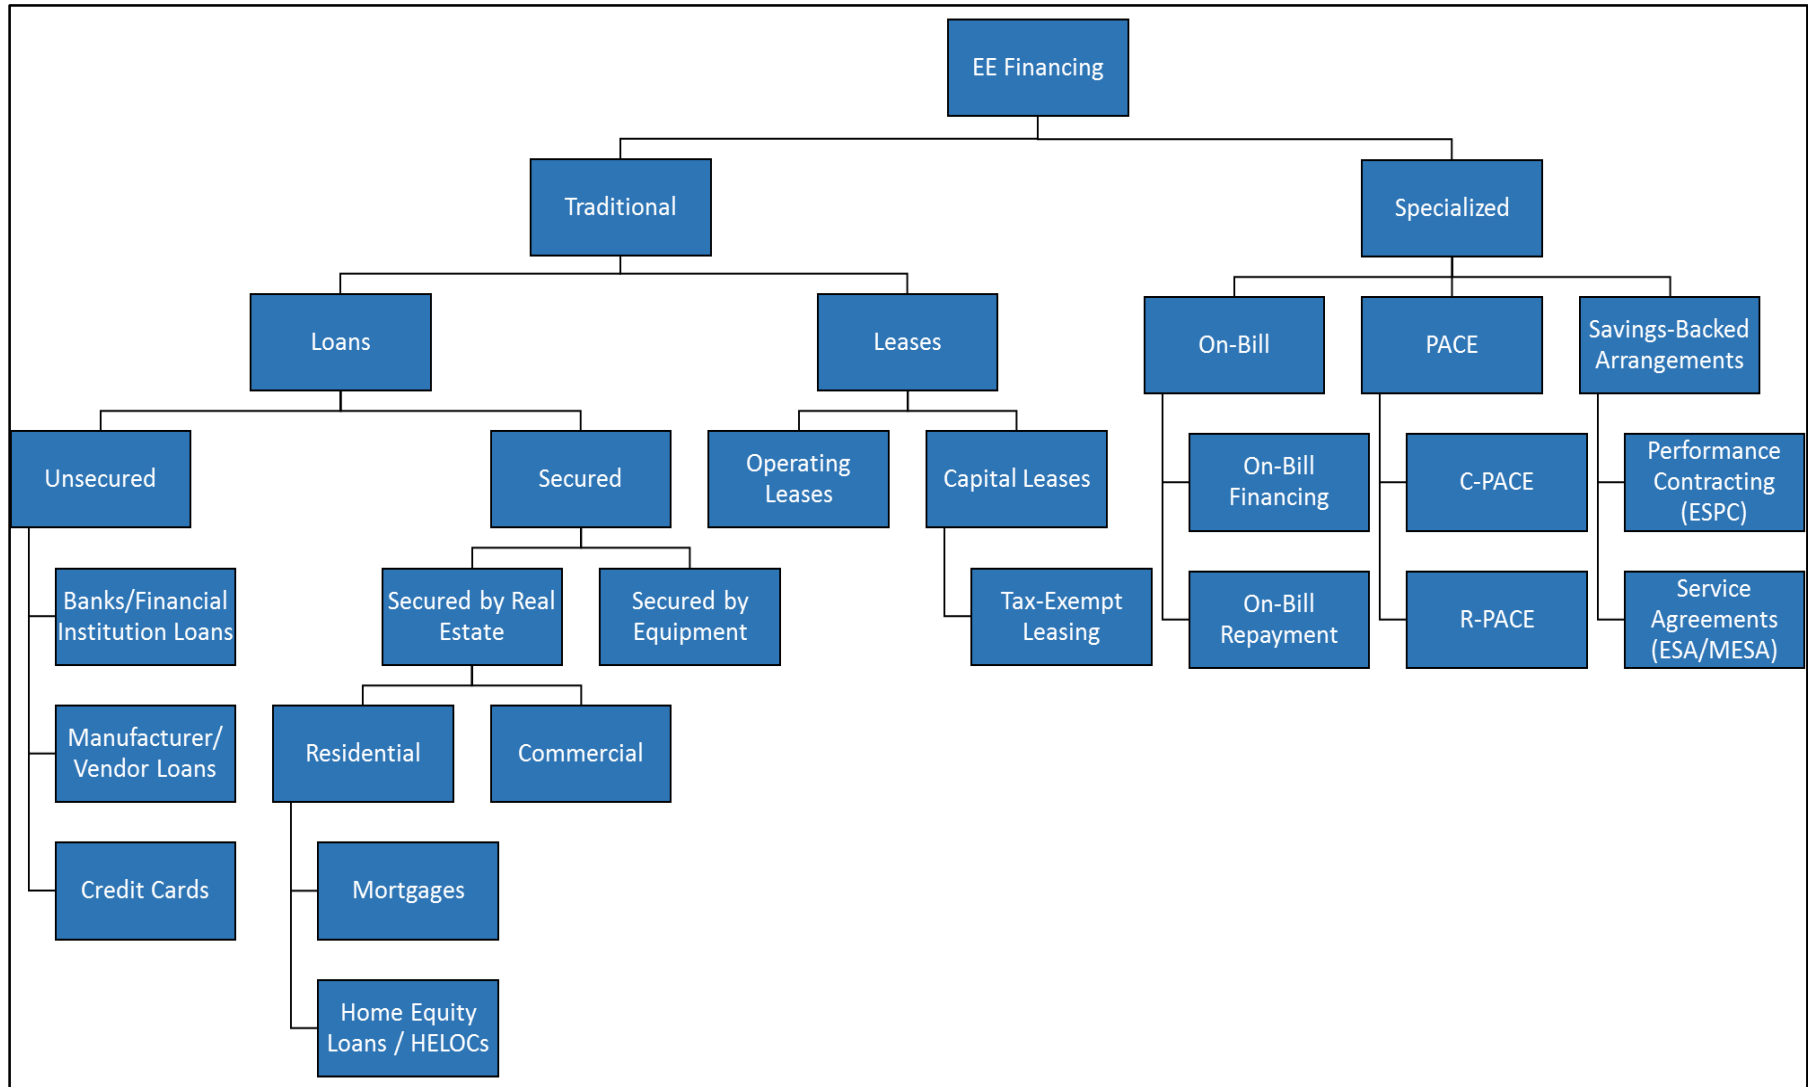 EE Financing
Traditional
Specialized
Loans
Leases
On-Bill
PACE
Savings-Backed
Arrangements
Unsecured
Secured
Operating
Leases
Capital Leases
On-Bill
Financing
C-PACE
Performance
Contracting
(ESPC)
Banks/Financial
Institution Loans
Secured by Real
Estate
Secured by
Equipment
Tax-Exempt
Leasing
On-Bill
Repayment
R-PACE
Service
Agreements
(ESA/MESA)
Manufacturer/
Vendor Loans
Residential
Commercial
Credit Cards
Mortgages
Home Equity
Loans / HELOCs